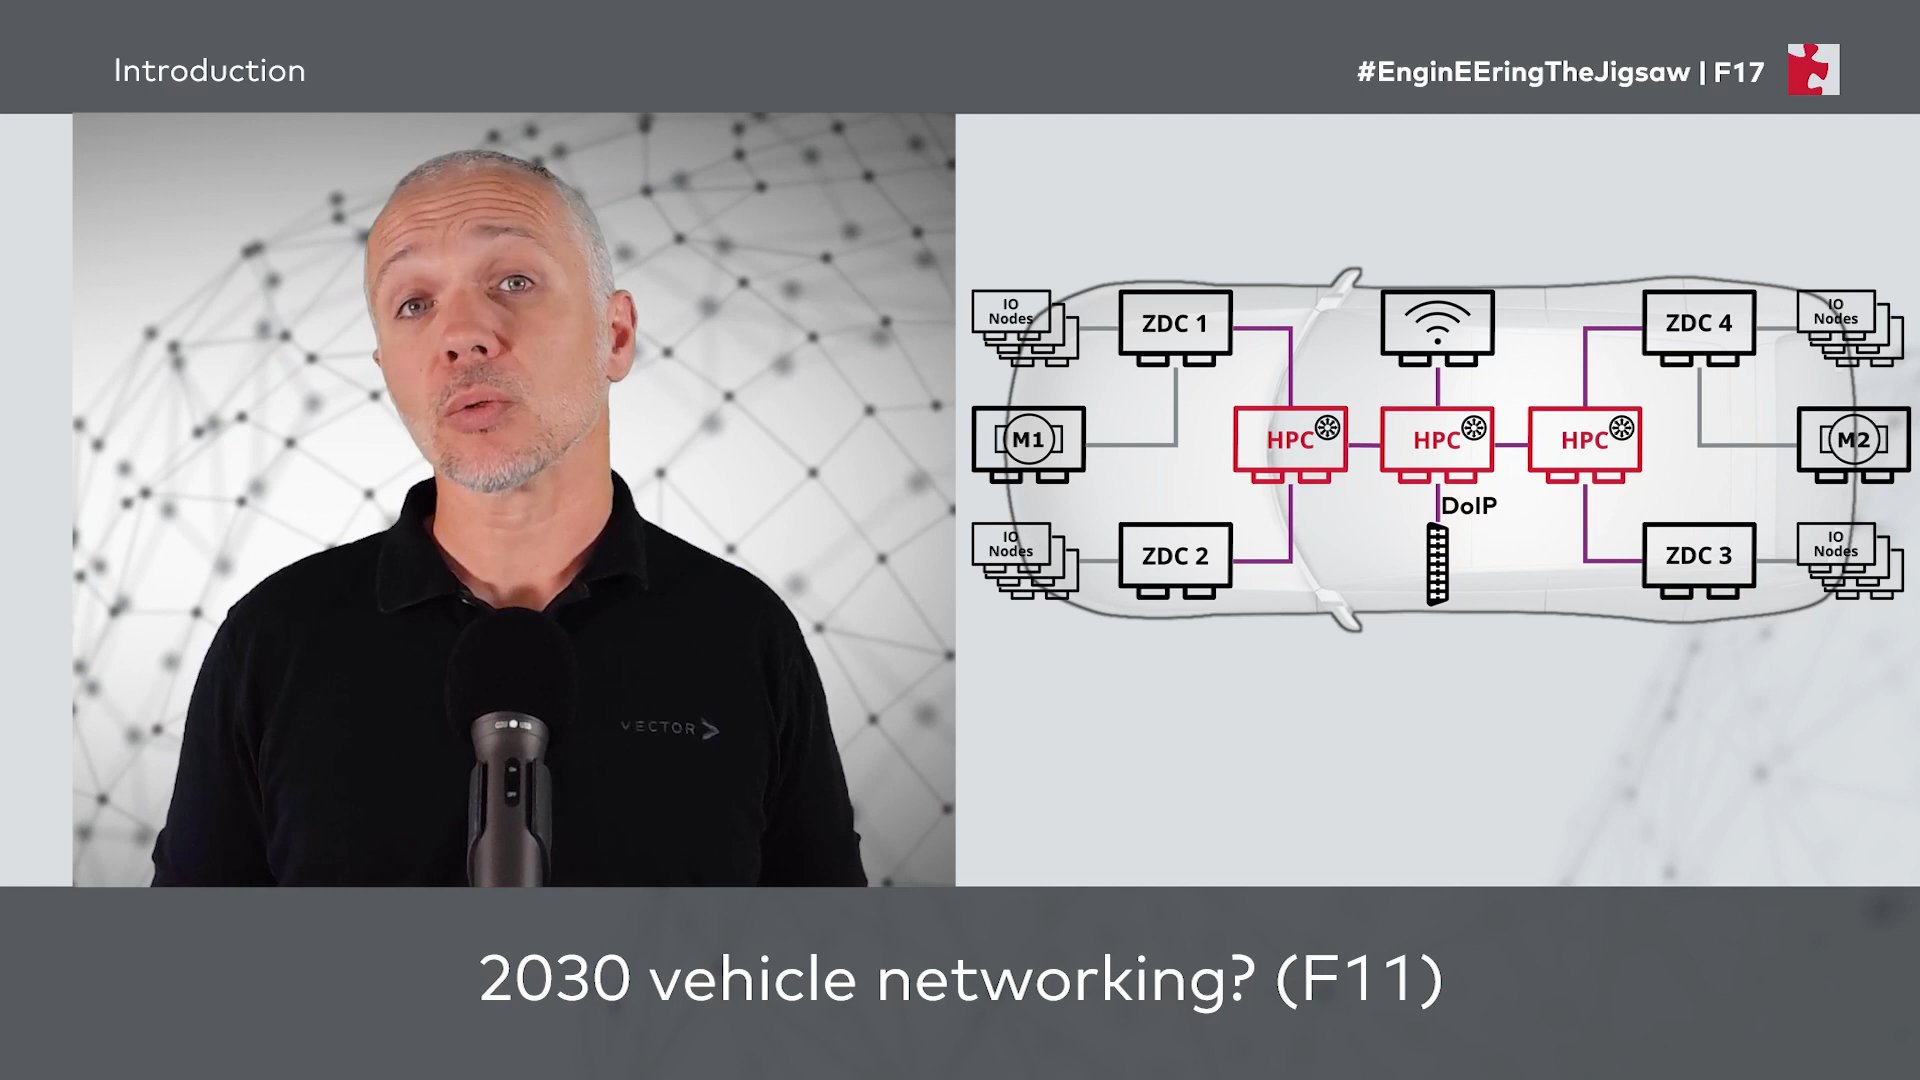 Introduction
#EnginEEringTheJigsaw | F17
IO
Nodes
ZDC 1
ZDC 4
IO
Nodes
M1
HPC
HPC
HPC
M2
DoIP
IO
Nodes
ZDC 2
ZDC 3
IO
Nodes
VECTOR
2030 vehicle networking? (F11)